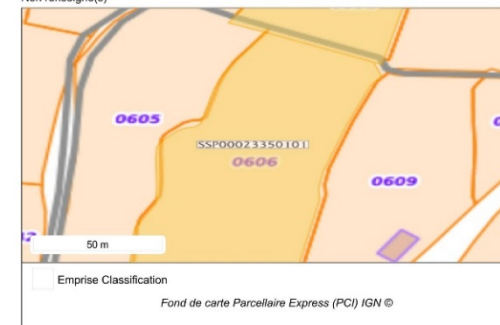 0605
SSP00023350101
0606
0609
50 m
Emprise Classification
Fond de carte Parcellaire Express (PCI) IGN ©